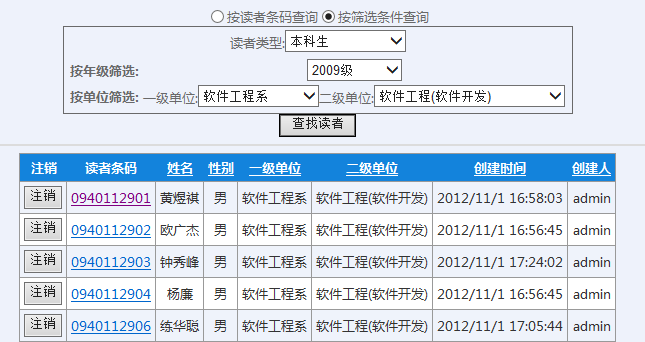 按读者条码查询 按筛选条件查询
读者类型:本科生
按年级筛选: 2009级
按单位筛选: 一级单位:软件工程系 二级单位:软件工程(软件开发)
查找读者
注销 读者条码 姓名 性别 一级单位 二级单位 创建时间 创建人
注销 0940112901 黄煜祺 男 软件工程系 软件工程(软件开发) 2012/11/1 16:58:03 admin
注销 0940112902 欧广杰 男 软件工程系 软件工程(软件开发) 2012/11/1 16:56:45 admin
注销 0940112903 钟秀峰 男 软件工程系 软件工程(软件开发) 2012/11/1 17:24:02 admin
注销 0940112904 杨廉 男 软件工程系 软件工程(软件开发) 2012/11/1 16:56:45 admin
注销 0940112906 练华聪 男 软件工程系 软件工程(软件开发) 2012/11/1 17:05:44 admin